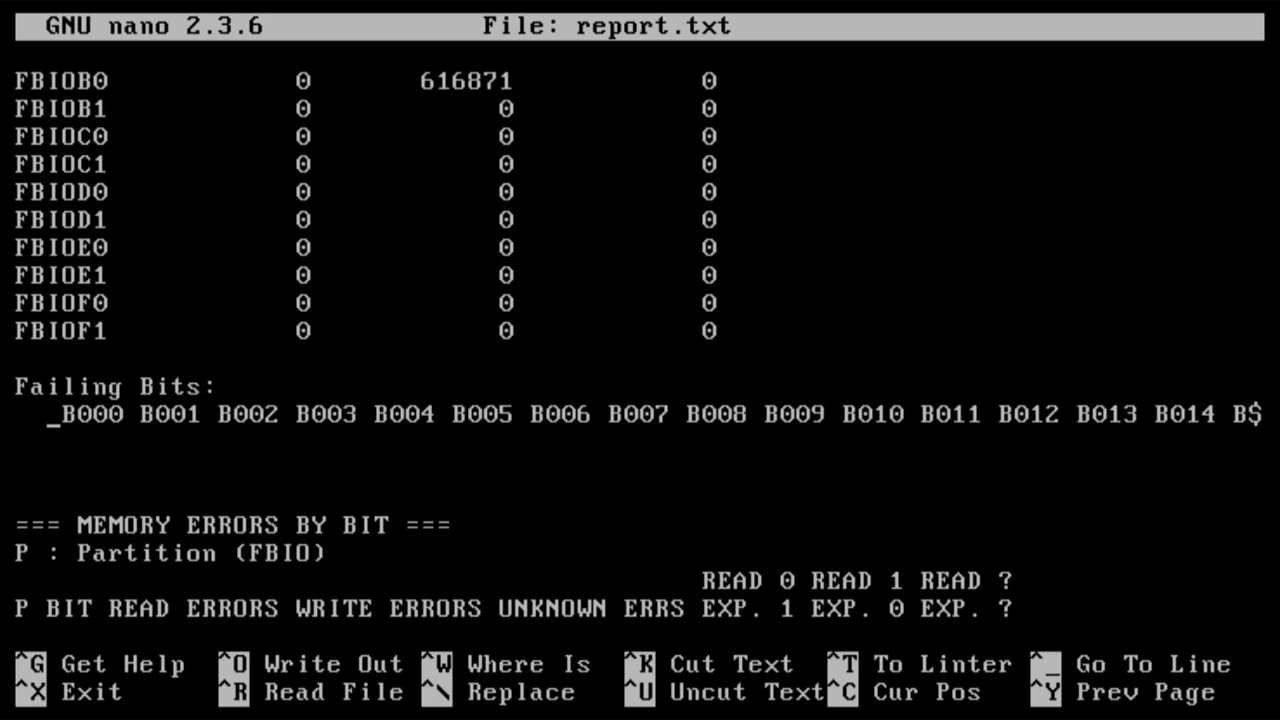 GNU nano 2.3.6 File: report.txt
FBIOB0 0 616871 0
FBIOB1 0 0 0
FBIOC0 0 0 0
FBIOC1 0 0 0
FBIOD0 0 0 0
FBIOD1 0 0 0
FBIOE0 0 0 0
FBIOE1 0 0 0
FBIOF0 0 0 0
FBIOF1 0 0 0
Failing Bits:
_B000 B001 B002 B003 B004 B005 B006 B007 B008 B009 B010 B011 B012 B013 B014 B$
=== MEMORY ERRORS BY BIT ===
P : Partition (FBIO)
READ 0 READ 1 READ ?
P BIT READ ERRORS WRITE ERRORS UNKNOWN ERRS EXP. 1 EXP. 0 EXP. ?
^G Get Help ^O Write Out ^W Where Is ^K Cut Text ^T To Linter ^_ Go To Line
^X Exit ^R Read File ^\ Replace ^U Uncut Text ^C Cur Pos ^Y Prev Page